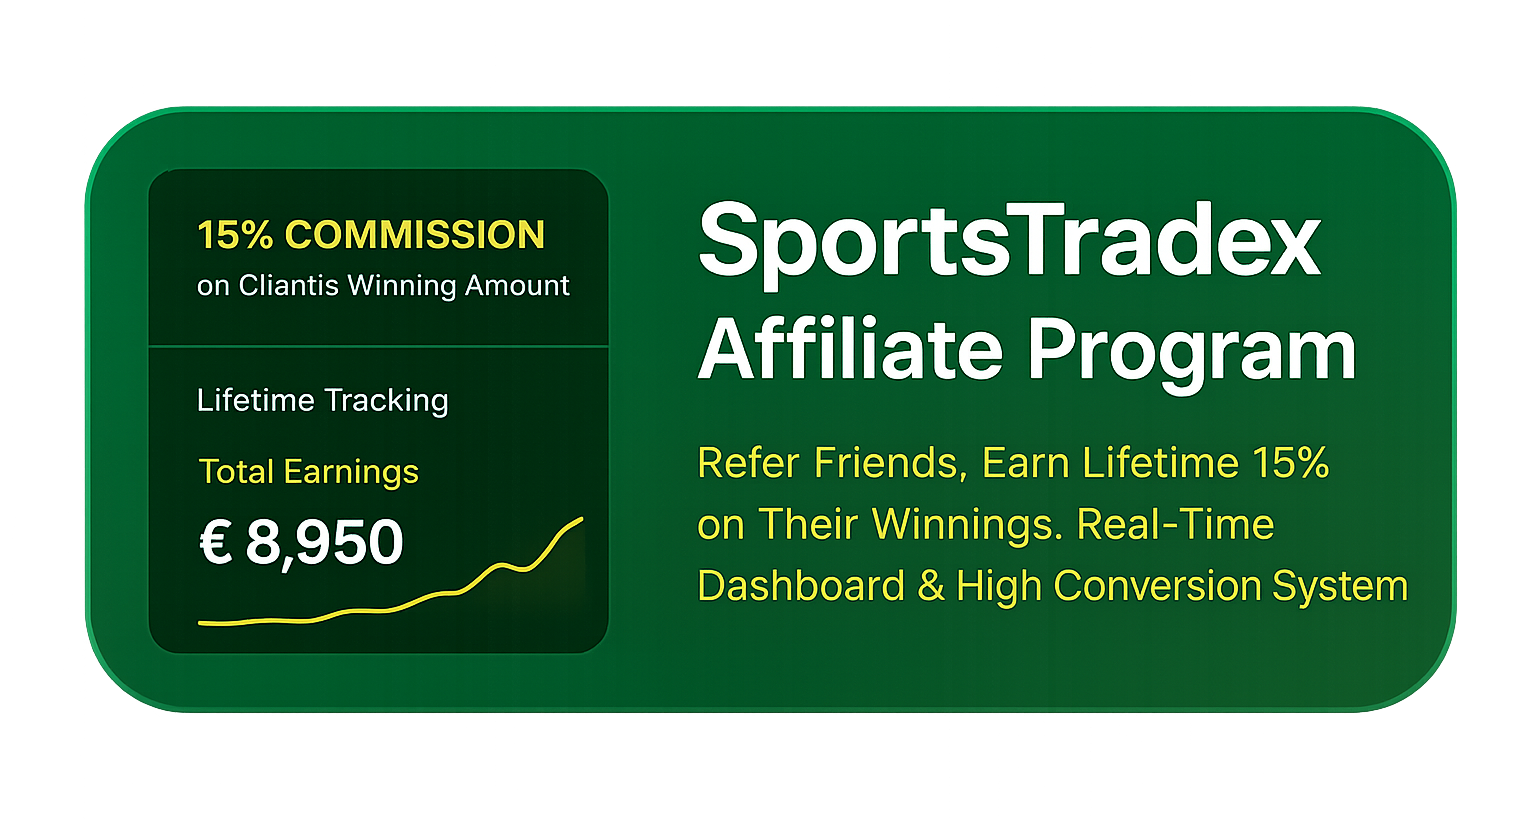 15% COMMISSION
on Cliantis Winning Amount
Lifetime Tracking
Total Earnings
€ 8,950
SportsTradex
Affiliate Program
Refer Friends, Earn Lifetime 15%
on Their Winnings. Real-Time
Dashboard & High Conversion System